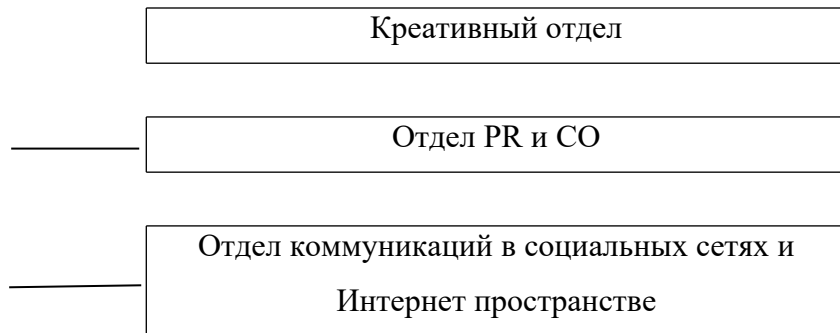 Креативный отдел
Отдел PR и СО
Отдел коммуникаций в социальных сетях и
Интернет пространстве